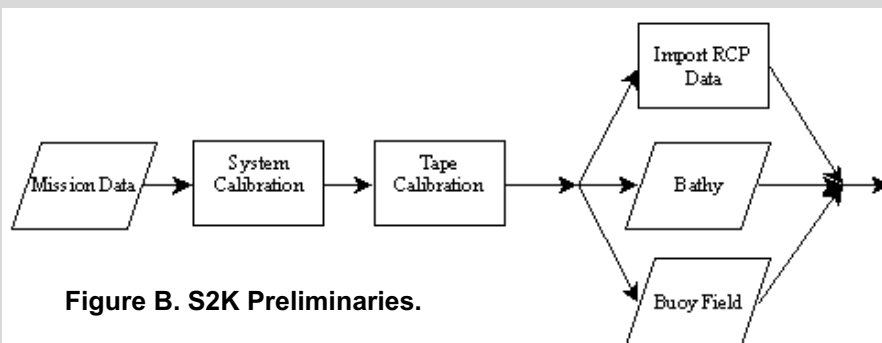 Import RCP
Data
Mission Data
System
Calibration
Tape
Calibration
Bathy
Buoy Field
Figure B. S2K Preliminaries.